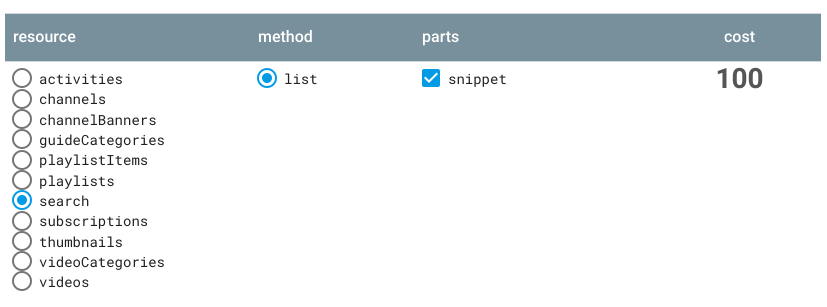 resource method parts cost
activities list snippet 100
channels
channelBanners
guideCategories
playlistItems
playlists
search
subscriptions
thumbnails
videoCategories
videos